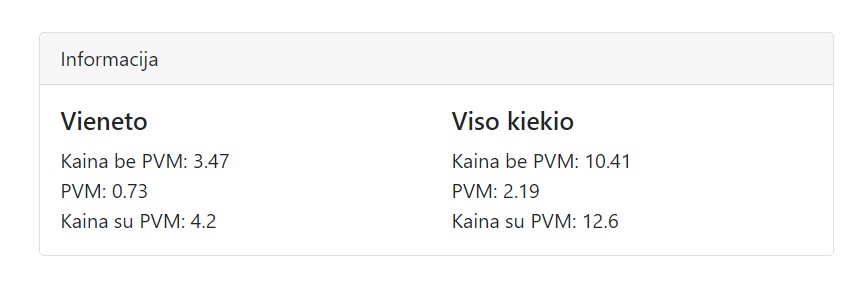 Informacija
Vieneto
Kaina be PVM: 3.47
PVM: 0.73
Kaina su PVM: 4.2
Viso kiekio
Kaina be PVM: 10.41
PVM: 2.19
Kaina su PVM: 12.6